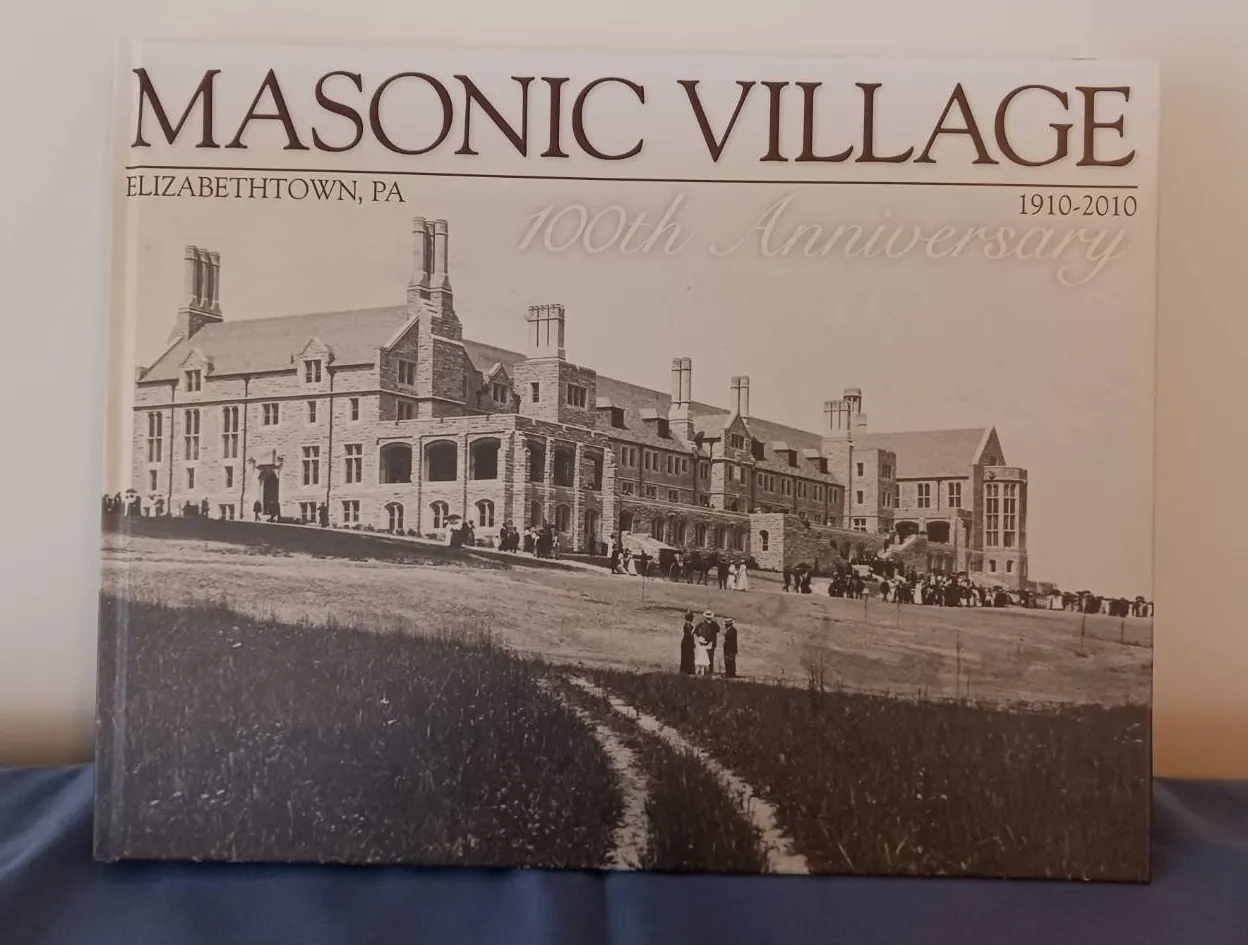 MASONIC VILLAGE
ELIZABETHTOWN, PA 1910-2010
100th Anniversary